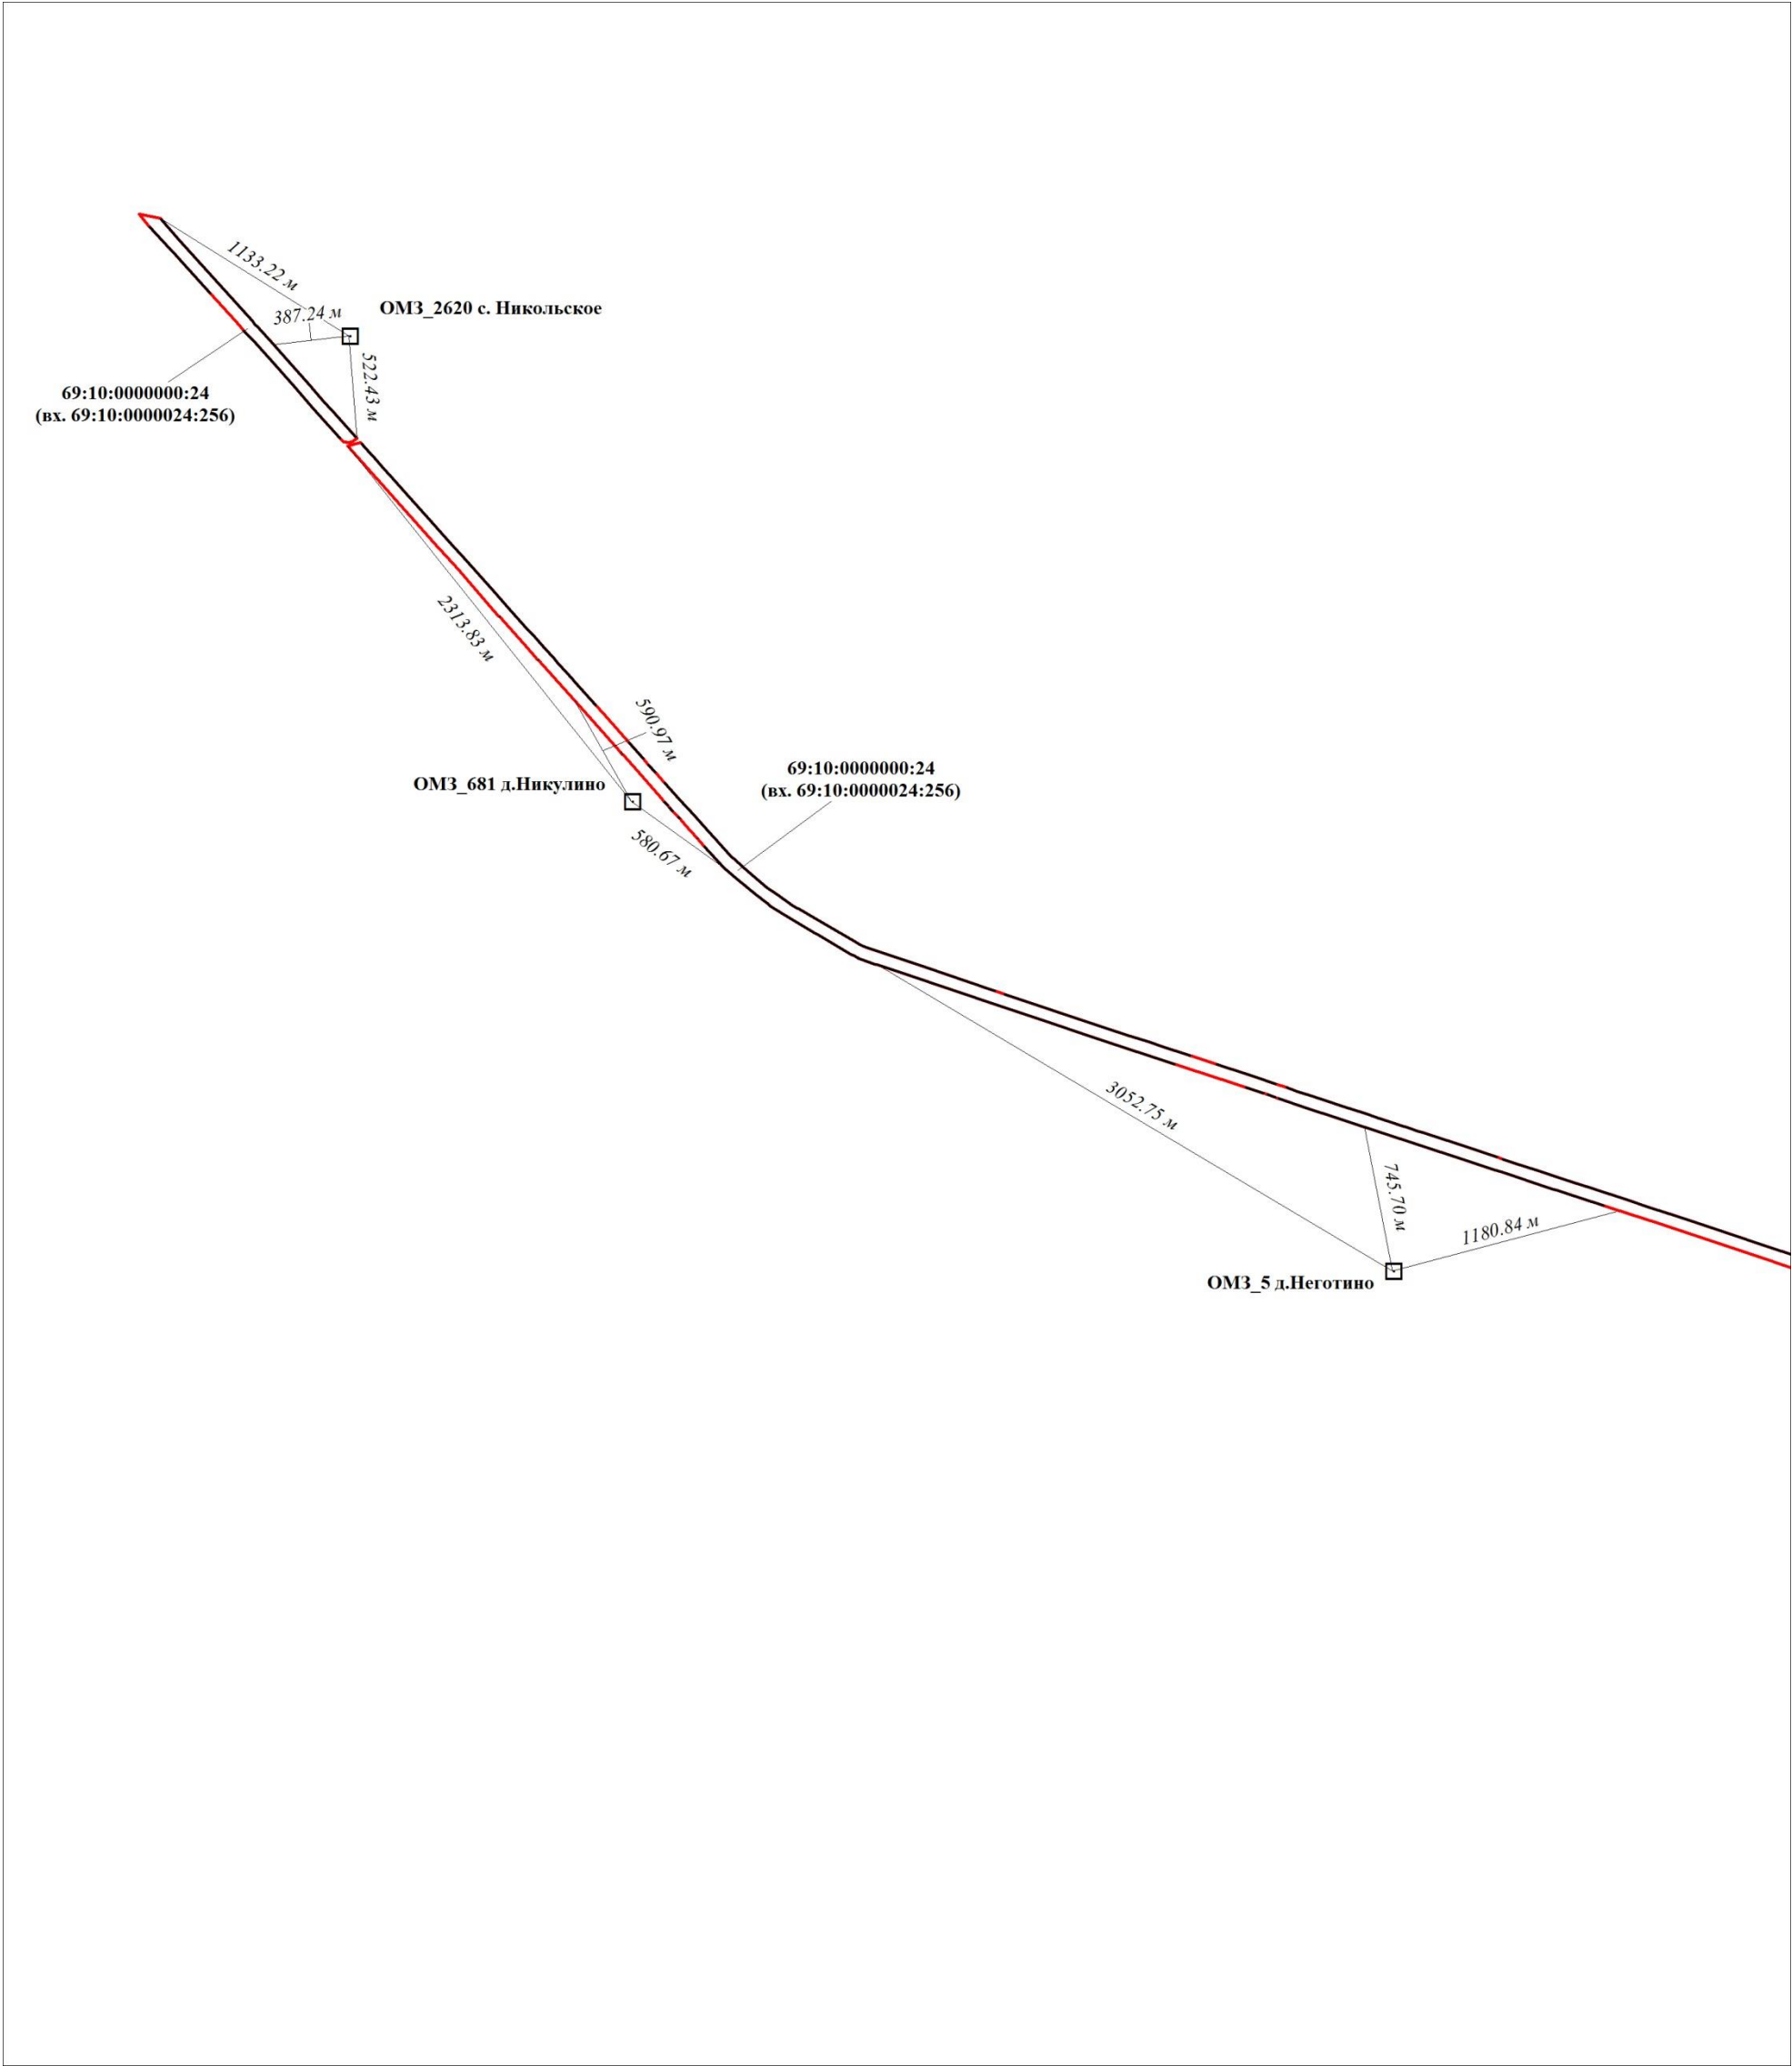 1133.22 м
387.24 м
ОМЗ_2620 с. Никольское
522.43 м
69:10:0000000:24
(вх. 69:10:0000024:256)
2313.83 м
590.97 м
69:10:0000000:24
(вх. 69:10:0000024:256)
ОМЗ_681 д.Никулино
580.67 м
3052.75 м
745.70 м
1180.84 м
ОМЗ_5 д.Неготино